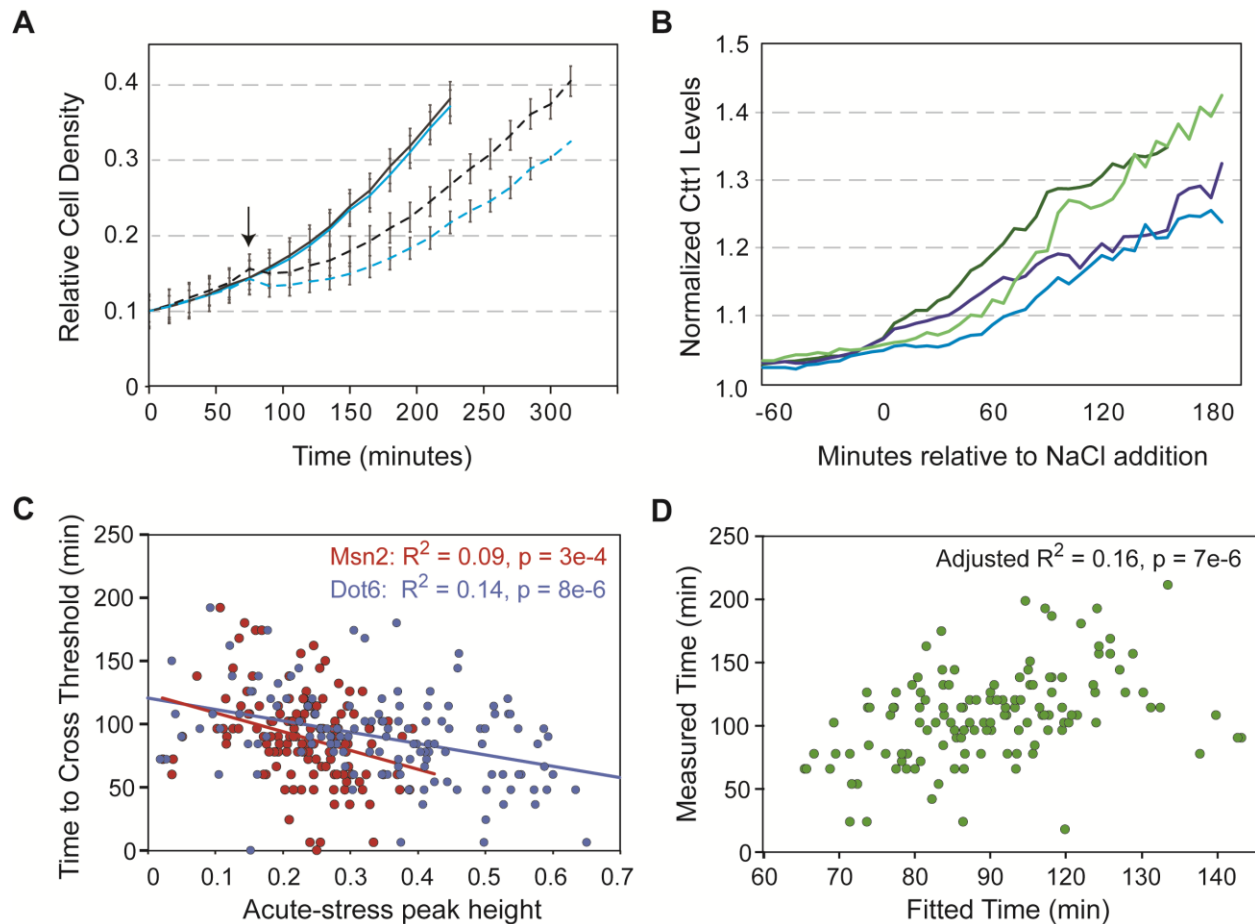 A
Relative Cell Density
0.4
0.3
0.2
0.1
0
0 50 100 150 200 250 300
Time (minutes)
B
Normalized Ctt1 Levels
1.5
1.4
1.3
1.2
1.1
1.0
-60 0 60 120 180
Minutes relative to NaCl addition
C
Time to Cross Threshold (min)
250
200
150
100
50
0
Msn2: R² = 0.09, p = 3e-4
Dot6: R² = 0.14, p = 8e-6
0 0.1 0.2 0.3 0.4 0.5 0.6 0.7
Acute-stress peak height
D
Measured Time (min)
250
200
150
100
50
0
Adjusted R² = 0.16, p = 7e-6
60 70 80 90 100 120 130 140
Fitted Time (min)